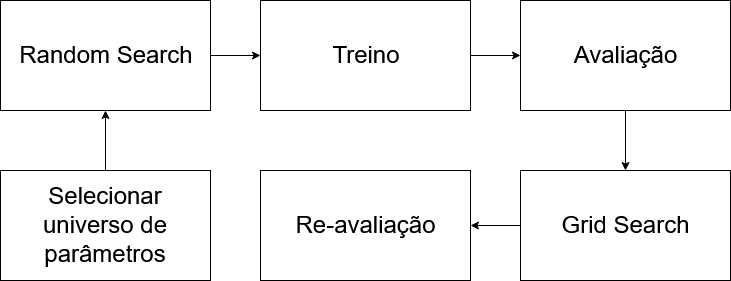 Random Search
Treino
Avaliação
Selecionar
universo de
parâmetros
Re-avaliação
Grid Search